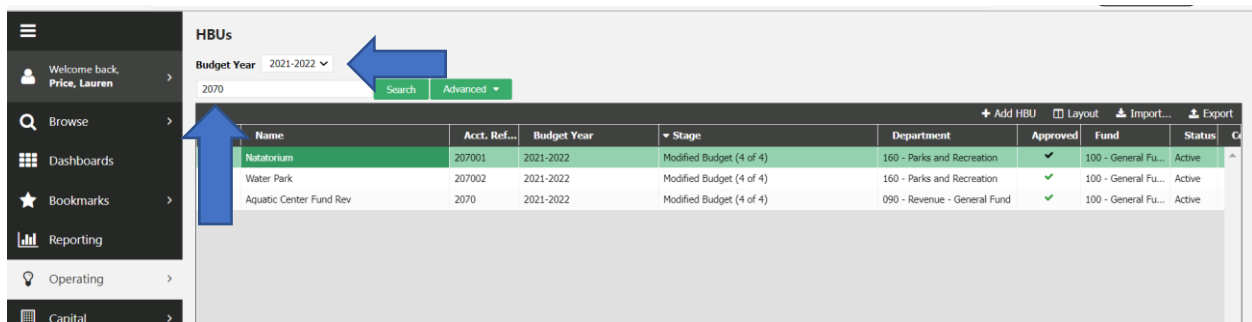 HBUs
Welcome back,
Price, Lauren
Budget Year 2021-2022
2070 Search Advanced
Browse
+ Add HBU Layout Import... Export
Name Acct. Ref... Budget Year Stage Department Approved Fund Status Co
Dashboards
Natatorium 207001 2021-2022 Modified Budget (4 of 4) 160 - Parks and Recreation 100 - General Fu... Active
Water Park 207002 2021-2022 Modified Budget (4 of 4) 160 - Parks and Recreation 100 - General Fu... Active
Bookmarks
Aquatic Center Fund Rev 2070 2021-2022 Modified Budget (4 of 4) 090 - Revenue - General Fund 100 - General Fu... Active
Reporting
Operating
Capital